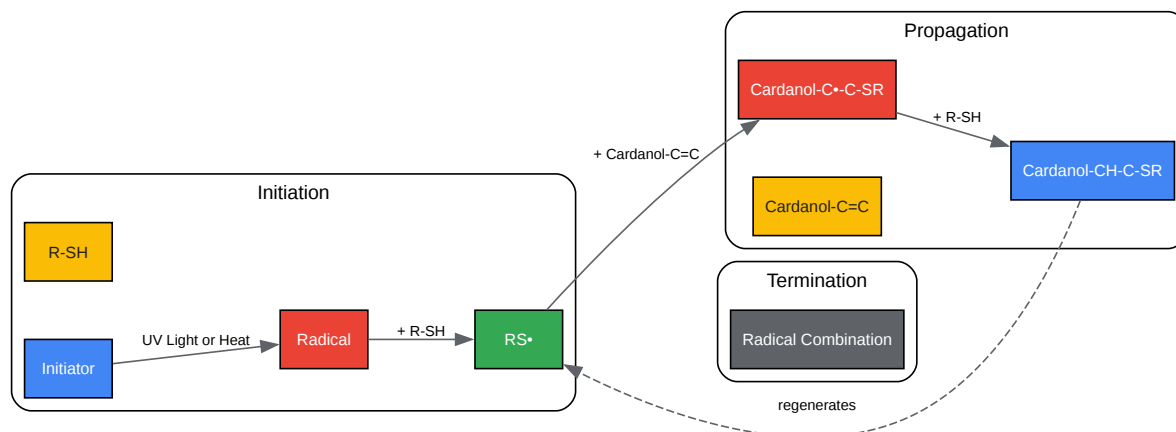 Propagation
Cardanol-C•-C-SR
+ R-SH
+ Cardanol-C=C
Cardanol-CH-C-SR
Cardanol-C=C
Initiation
R-SH
Initiator
UV Light or Heat
Radical
+ R-SH
RS•
Termination
Radical Combination
regenerates